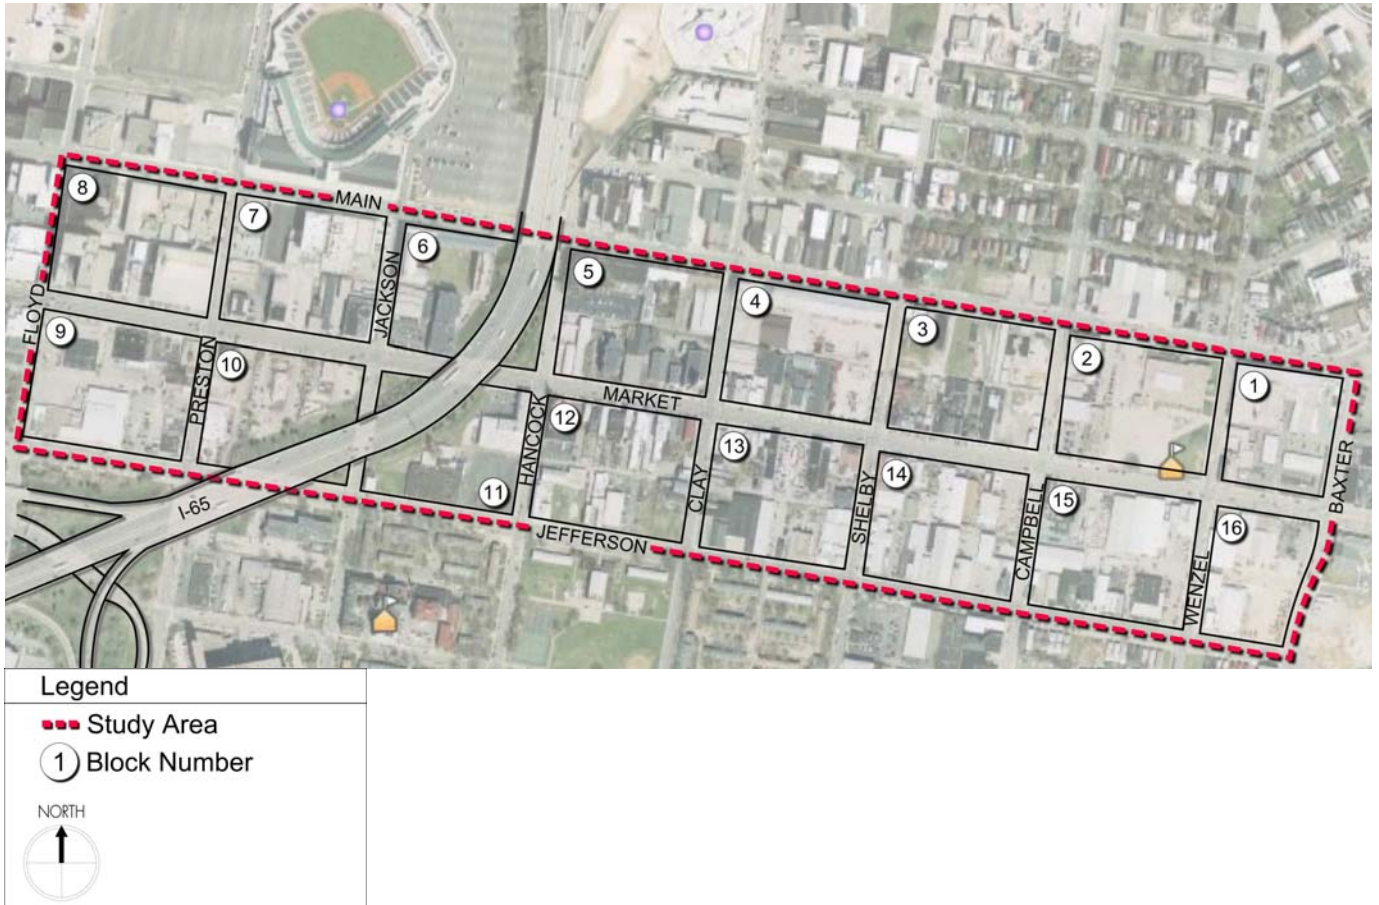 MAIN
8
7
6
5
4
3
2
1
FLOYD
JACKSON
9
PRESTON
10
MARKET
HANCOCK
12
13
14
15
16
BAXTER
11
CLAY
SHELBY
CAMPBELL
WENZEL
I-65
JEFFERSON
Legend
Study Area
1 Block Number
NORTH